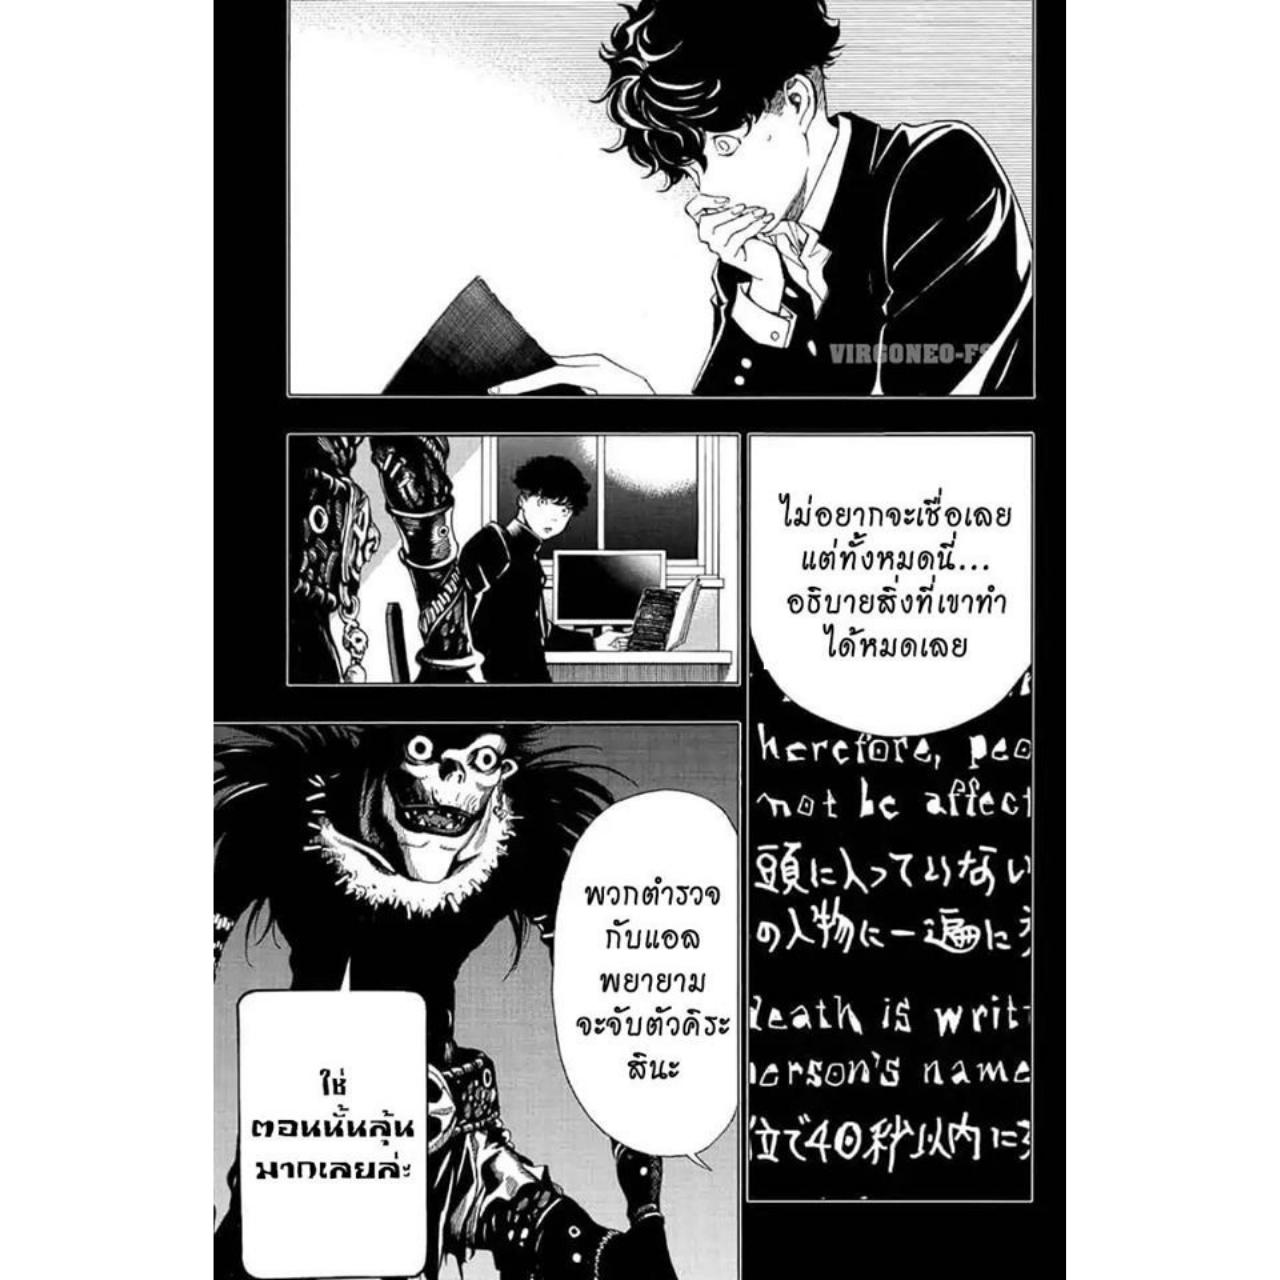 VIRGONEO-FS
ไม่อยากจะเชื่อเลย
แต่ทั้งหมดนี่...
อธิบายสิ่งที่เขาทำ
ได้หมดเลย
herefore, peo
not be affect
頭に入っていない
の人物に一遍に
death is writt
erson's name
位で40秒以内に
พวกตำรวจ
กับแอล
พยายาม
จะจับตัวคิระ
สินะ
ใช่
ตอนนั้นลุ้น
มากเลยล่ะ